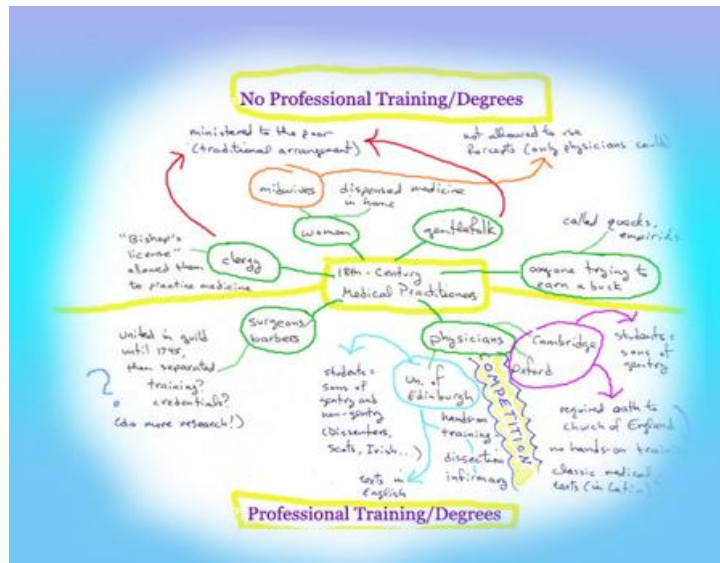 No Professional Training/Degrees
ministered to the poor
(traditional arrangement)
not allowed to use
forceps (only physicians could)
midwives
dispensed medicine
in home
women
gentlefolk
called quacks,
empirics
"Bishop's
license"
allowed them
to practice medicine
clergy
18th-Century
Medical Practitioners
anyone trying to
earn a buck
surgeons
barbers
physicians
Cambridge
Oxford
students =
sons of
gentry
united in guild
until 1745,
then separated
training?
credentials?
(do more research!)
?
students =
sons of
gentry and
non-gentry
(Dissenters,
Scots, Irish...)
Un. of
Edinburgh
hands-on
training
dissection
infirmary
texts in
English
COMPETITION
required oath to
church of England
no hands-on training
classic medical
texts (in Latin)
Professional Training/Degrees